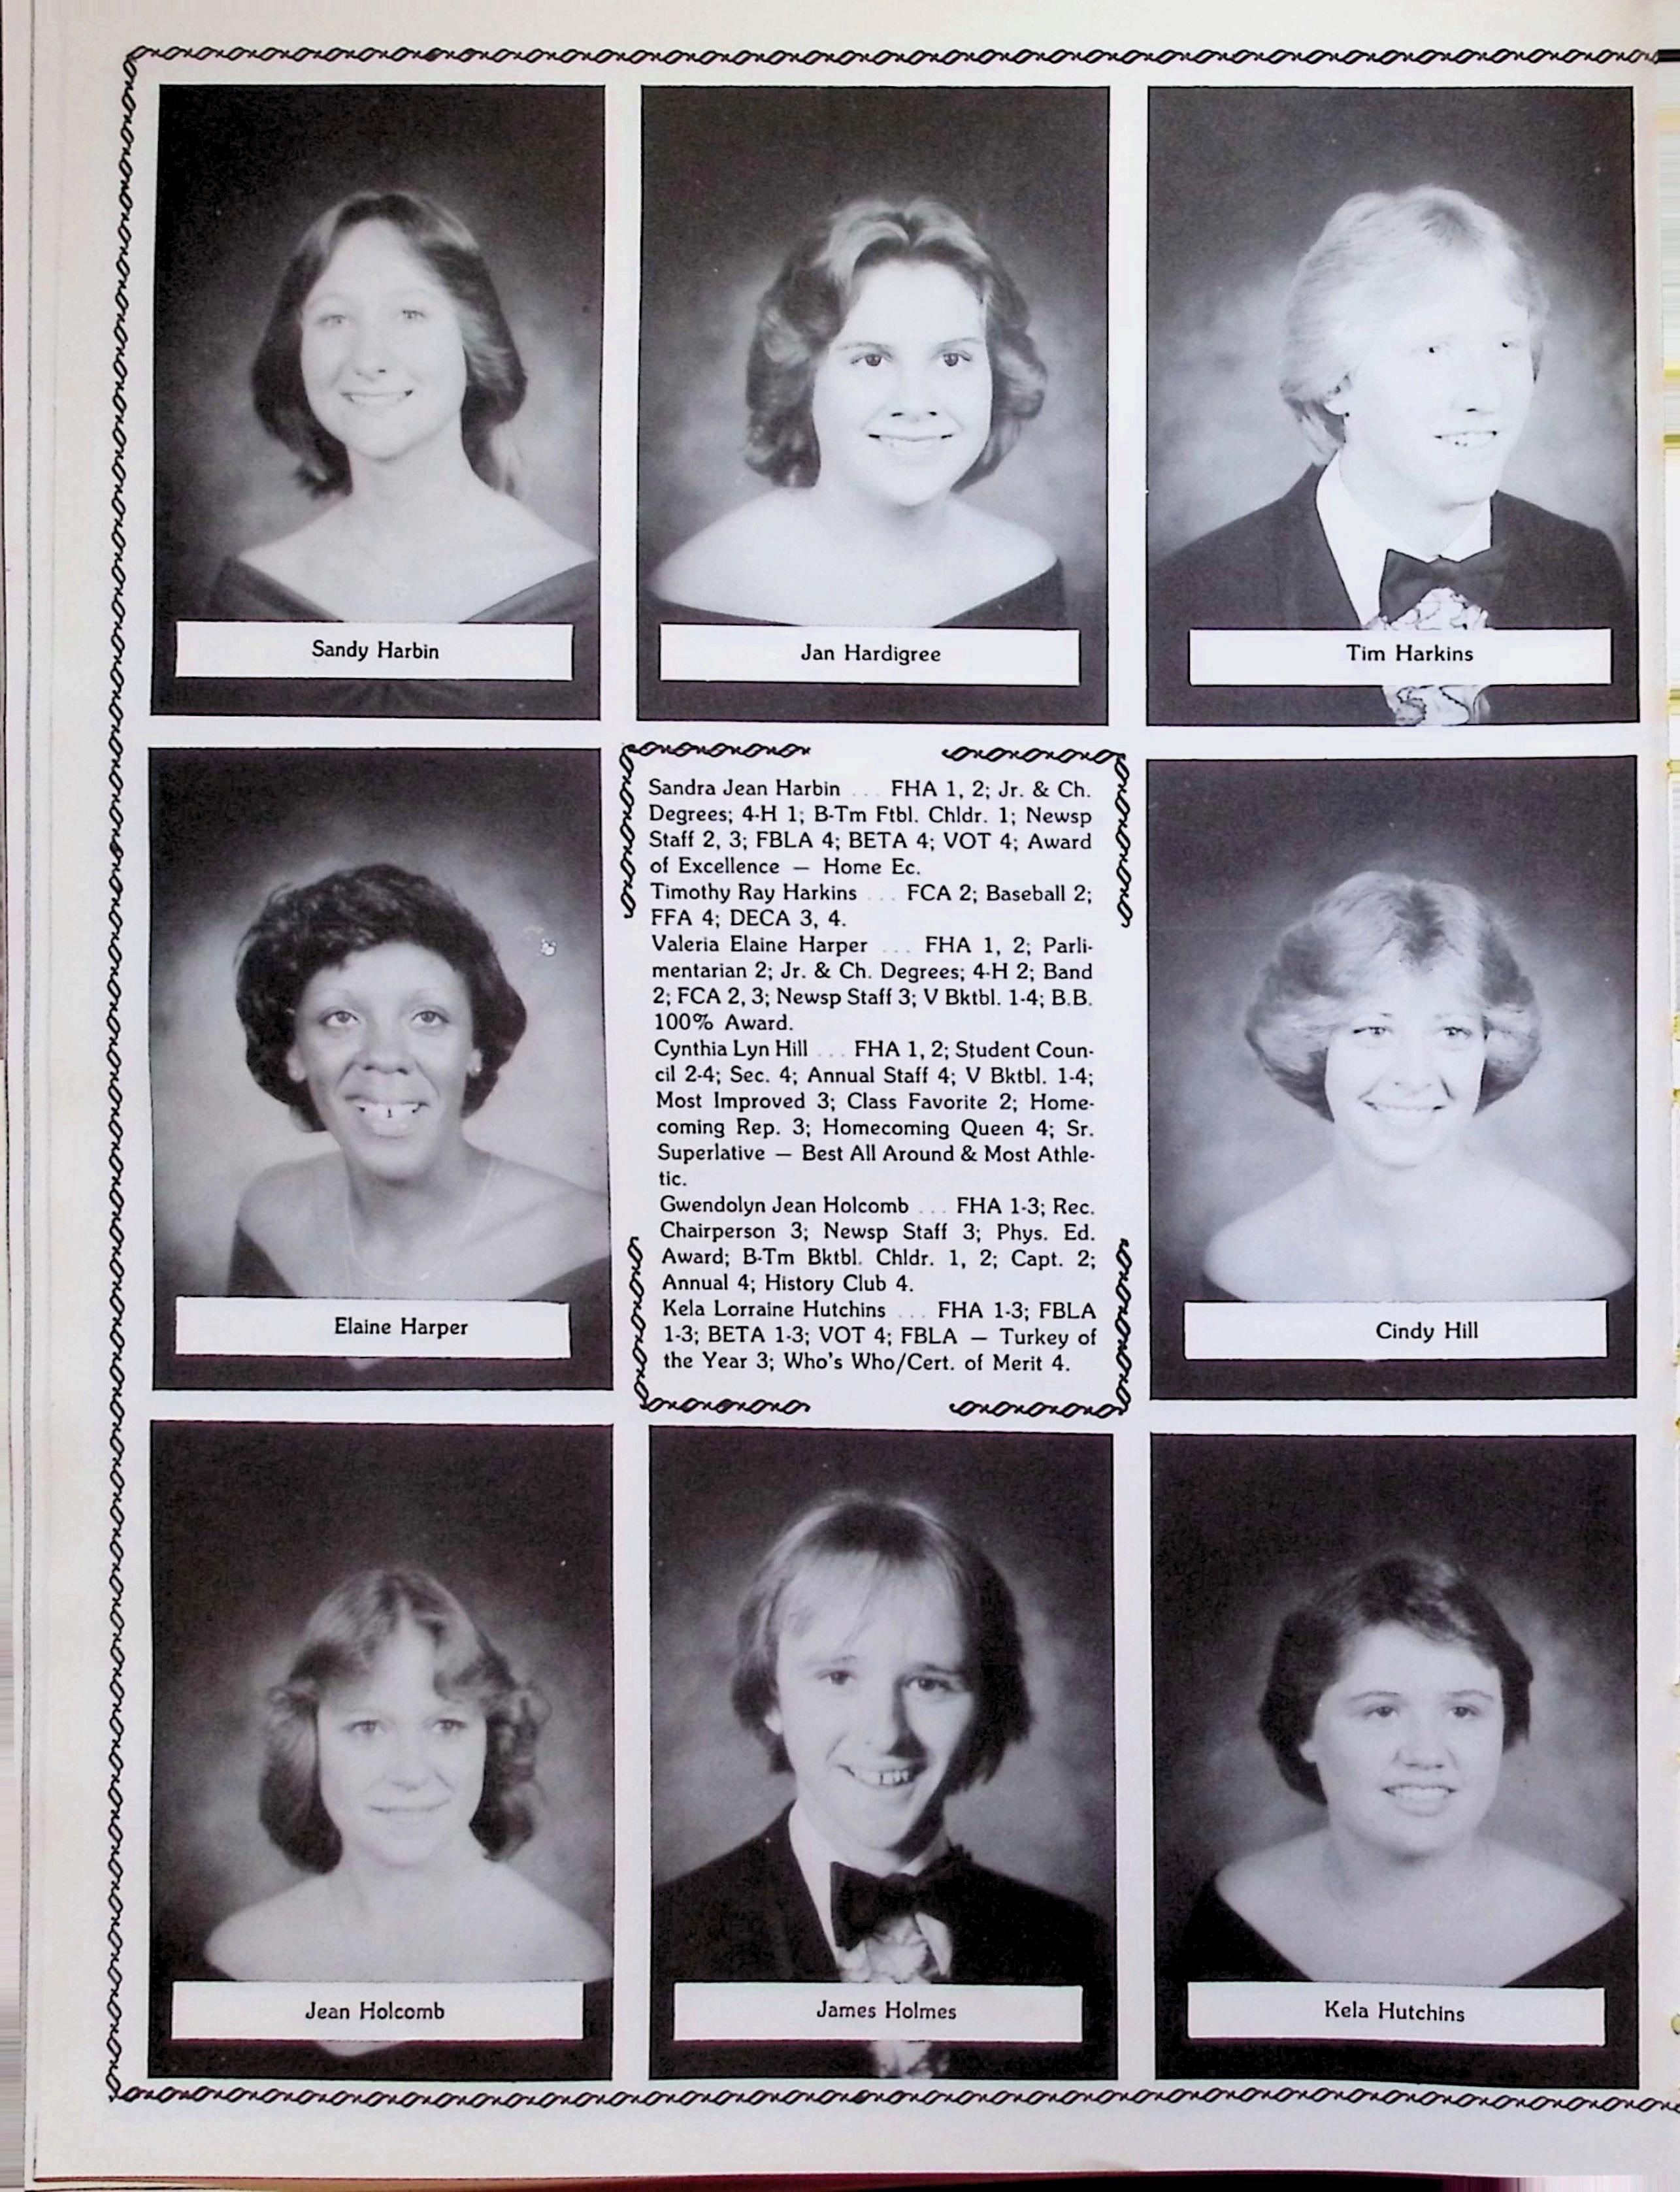 Sandy Harbin
Jan Hardigree
Tim Harkins
Sandra Jean Harbin ... FHA 1, 2; Jr. & Ch.
Degrees; 4-H 1; B-Tm Ftbl. Chldr. 1; Newsp
Staff 2, 3; FBLA 4; BETA 4; VOT 4; Award
of Excellence — Home Ec.
Timothy Ray Harkins ... FCA 2; Baseball 2;
FFA 4; DECA 3, 4.
Valeria Elaine Harper ... FHA 1, 2; Parli-
mentarian 2; Jr. & Ch. Degrees; 4-H 2; Band
2; FCA 2, 3; Newsp Staff 3; V Bktbl. 1-4; B.B.
100% Award.
Cynthia Lyn Hill ... FHA 1, 2; Student Coun-
cil 2-4; Sec. 4; Annual Staff 4; V Bktbl. 1-4;
Most Improved 3; Class Favorite 2; Home-
coming Rep. 3; Homecoming Queen 4; Sr.
Superlative — Best All Around & Most Athle-
tic.
Gwendolyn Jean Holcomb ... FHA 1-3; Rec.
Chairperson 3; Newsp Staff 3; Phys. Ed.
Award; B-Tm Bktbl. Chldr. 1, 2; Capt. 2;
Annual 4; History Club 4.
Kela Lorraine Hutchins ... FHA 1-3; FBLA
1-3; BETA 1-3; VOT 4; FBLA — Turkey of
the Year 3; Who's Who/Cert. of Merit 4.
Elaine Harper
Cindy Hill
Jean Holcomb
James Holmes
Kela Hutchins